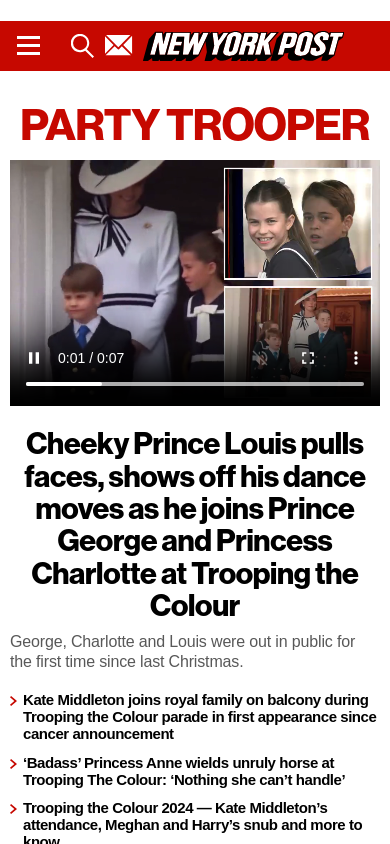 NEW YORK POST
PARTY TROOPER
0:01 / 0:07
Cheeky Prince Louis pulls
faces, shows off his dance
moves as he joins Prince
George and Princess
Charlotte at Trooping the
Colour
George, Charlotte and Louis were out in public for
the first time since last Christmas.
Kate Middleton joins royal family on balcony during
Trooping the Colour parade in first appearance since
cancer announcement
‘Badass’ Princess Anne wields unruly horse at
Trooping The Colour: ‘Nothing she can’t handle’
Trooping the Colour 2024 — Kate Middleton’s
attendance, Meghan and Harry’s snub and more to
know